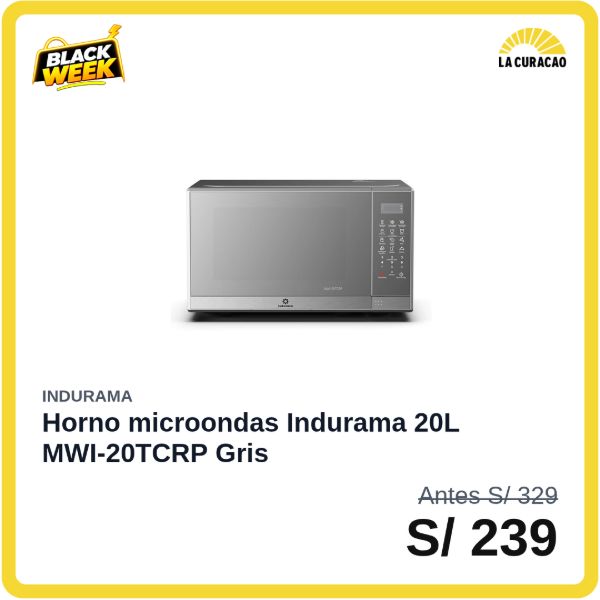 BLACK
WEEK
LA CURACAO
INDURAMA
Horno microondas Indurama 20L
MWI-20TCRP Gris
Antes S/ 329
S/ 239